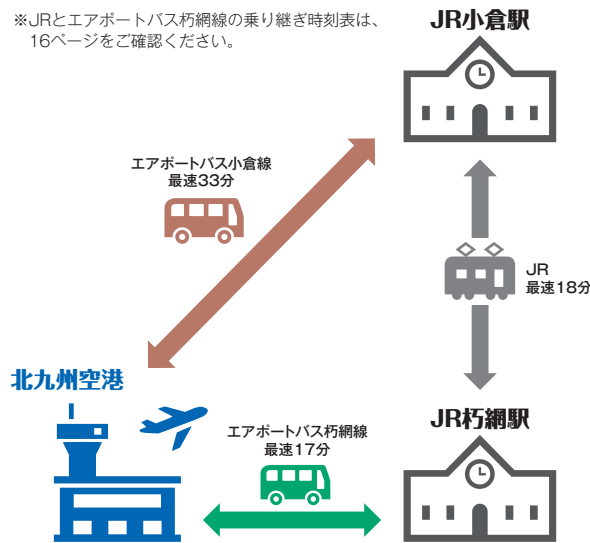 ※JRとエアポートバス朽網線の乗り継ぎ時刻表は、
16ページをご確認ください。
JR小倉駅
エアポートバス小倉線
最速33分
JR
最速18分
北九州空港
JR朽網駅
エアポートバス朽網線
最速17分